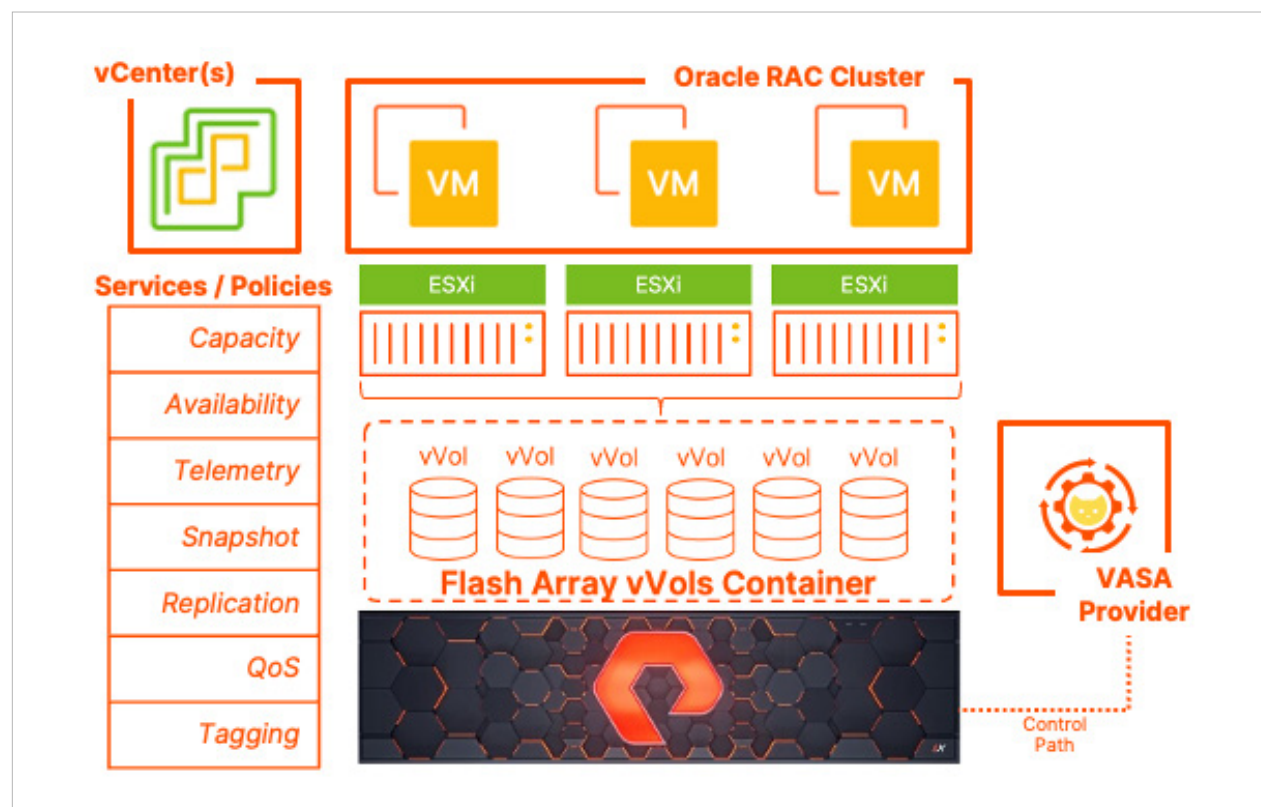 vCenter(s)
Oracle RAC Cluster
VM VM VM
Services / Policies
ESXi ESXi ESXi
Capacity
Availability
Telemetry
Snapshot
Replication
QoS
Tagging
vVol vVol vVol vVol vVol vVol
Flash Array vVols Container
VASA
Provider
Control
Path